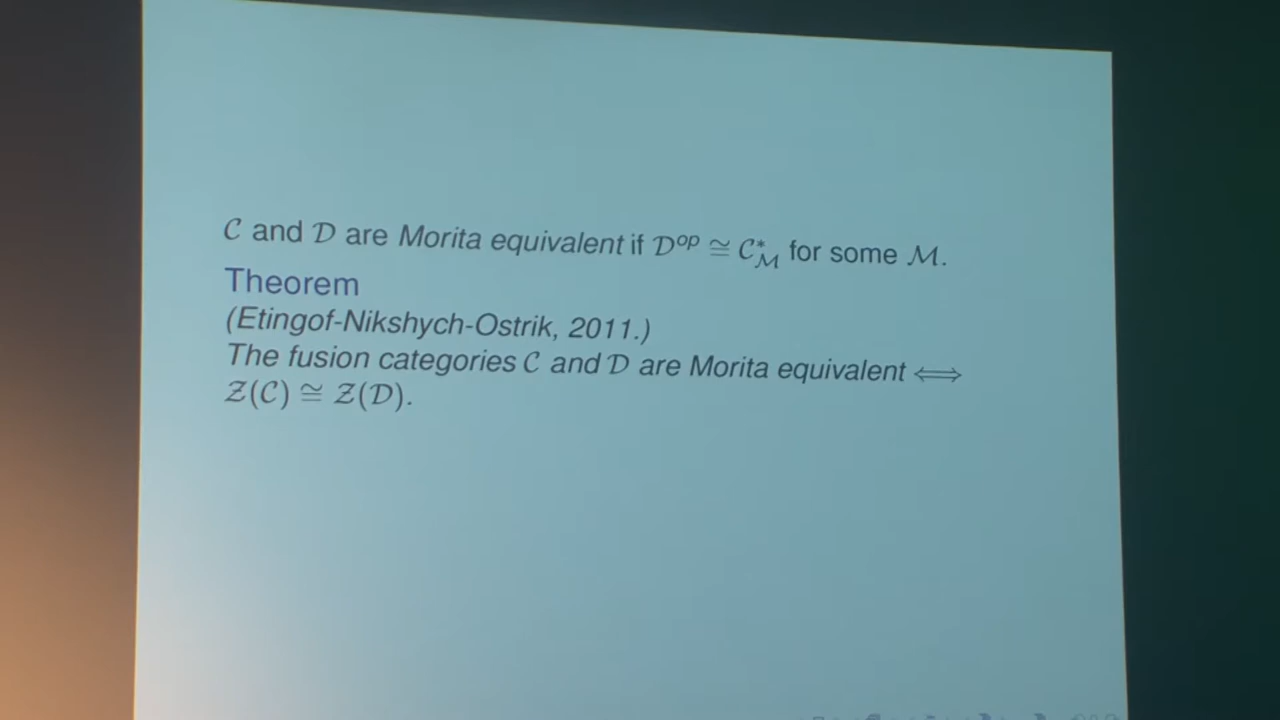 𝒞 and 𝒟 are Morita equivalent if 𝒟ᵒᵖ ≅ 𝒞*_ℳ for some ℳ.
Theorem
(Etingof-Nikshych-Ostrik, 2011.)
The fusion categories 𝒞 and 𝒟 are Morita equivalent ⟺
𝒵(𝒞) ≅ 𝒵(𝒟).